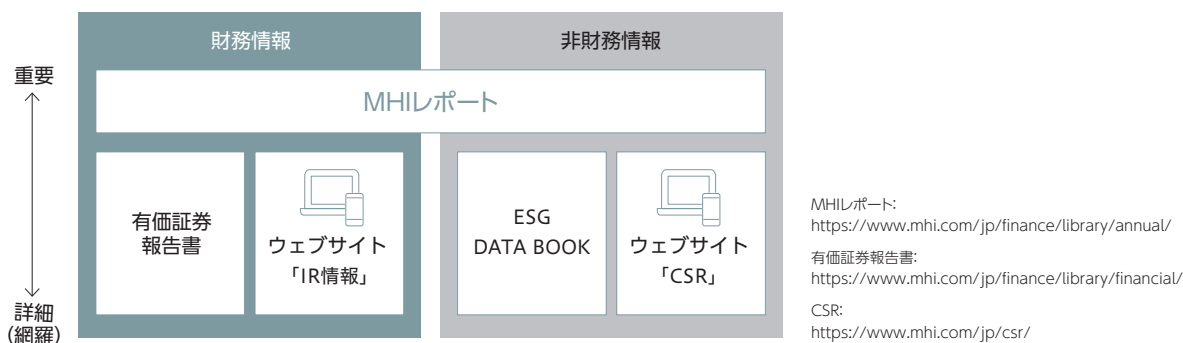 財務情報
非財務情報
重要
MHIレポート
有価証券
報告書
ウェブサイト
「IR情報」
ESG
DATA BOOK
ウェブサイト
「CSR」
詳細
(網羅)
MHIレポート:
https://www.mhi.com/jp/finance/library/annual/
有価証券報告書:
https://www.mhi.com/jp/finance/library/financial/
CSR:
https://www.mhi.com/jp/csr/